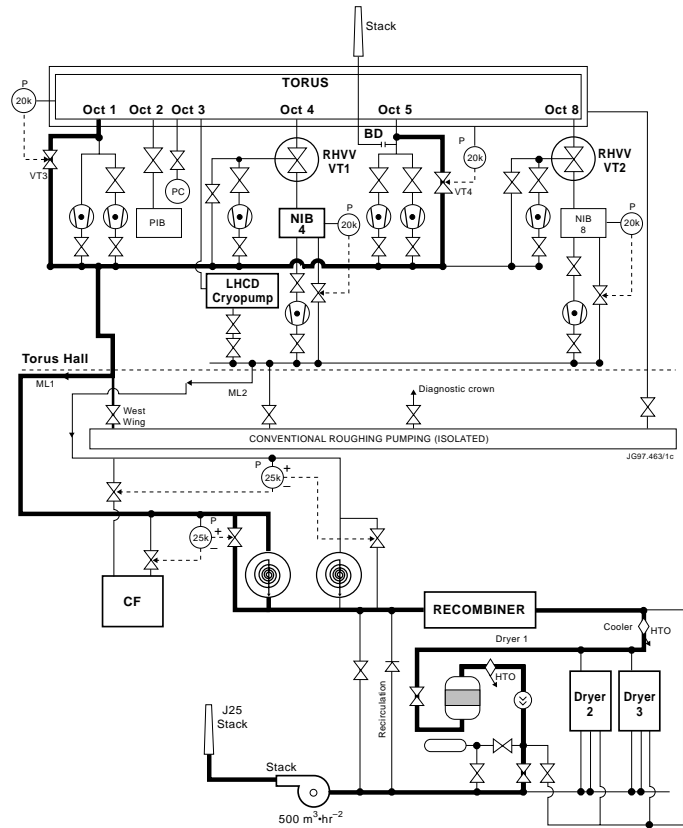 Stack
TORUS
P
20k
Oct 1
Oct 2
Oct 3
Oct 4
Oct 5
Oct 8
BD
P
20k
VT3
RHVV
VT1
VT4
RHVV
VT2
PC
PIB
NIB
4
P
20k
NIB
8
P
20k
LHCD
Cryopump
Torus Hall
ML1
ML2
Diagnostic crown
West
Wing
CONVENTIONAL ROUGHING PUMPING (ISOLATED)
JG97.463/1c
P
25k
+
–
P
25k
+
–
CF
RECOMBINER
Cooler
HTO
Dryer 1
HTO
Dryer
2
Dryer
3
Recirculation
J25
Stack
Stack
500 m³•hr⁻²